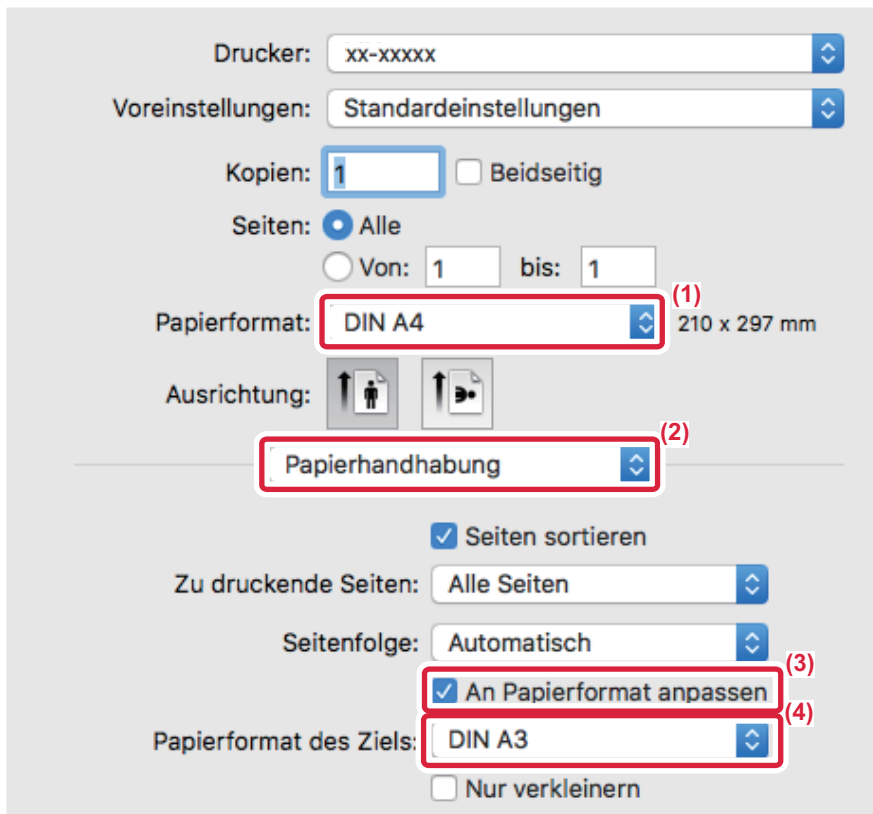 Drucker: xx-xxxxx
Voreinstellungen: Standardeinstellungen
Kopien: 1 Beidseitig
Seiten: Alle
Von: 1 bis: 1
(1)
Papierformat: DIN A4 210 x 297 mm
Ausrichtung:
(2)
Papierhandhabung
Seiten sortieren
Zu druckende Seiten: Alle Seiten
Seitenfolge: Automatisch
(3)
An Papierformat anpassen
(4)
Papierformat des Ziels: DIN A3
Nur verkleinern